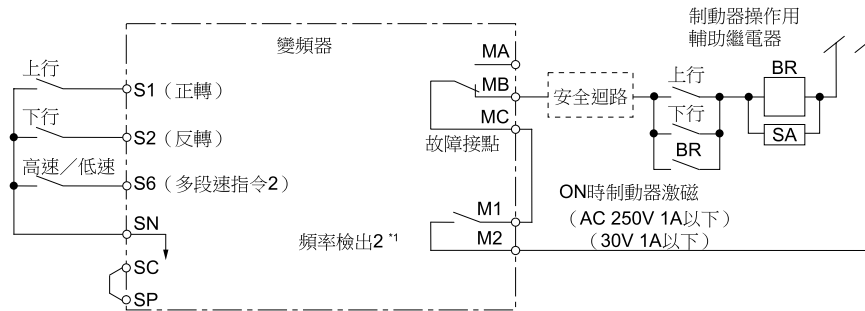 制動器操作用
輔助繼電器
變頻器
MA
上行
S1（正轉）
MB
安全迴路
上行
BR
MC
下行
S2（反轉）
故障接點
下行
SA
高速／低速
S6（多段速指令2）
BR
ON時制動器激磁
（AC 250V 1A以下）
（30V 1A以下）
M1
SN
頻率檢出2 *1
M2
SC
SP